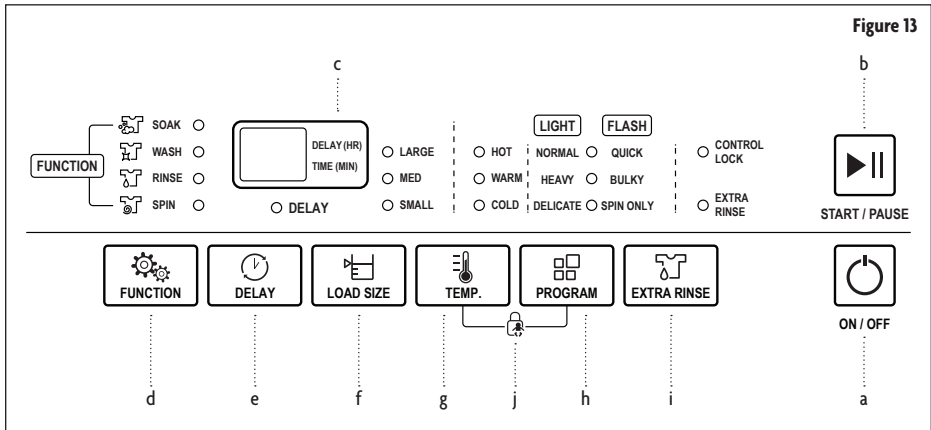 Figure 13
c
b
FUNCTION
SOAK
WASH
RINSE
SPIN
DELAY (HR)
TIME (MIN)
DELAY
LARGE
MED
SMALL
HOT
WARM
COLD
LIGHT FLASH
NORMAL QUICK
HEAVY BULKY
DELICATE SPIN ONLY
CONTROL
LOCK
EXTRA
RINSE
START / PAUSE
FUNCTION
DELAY
LOAD SIZE
TEMP.
PROGRAM
EXTRA RINSE
ON / OFF
d e f g j h i a